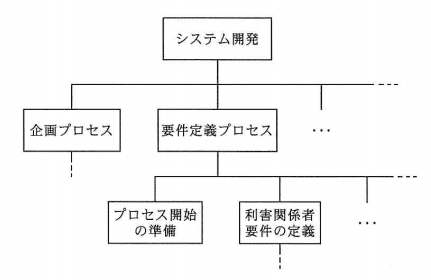 システム開発
企画プロセス
要件定義プロセス
...
プロセス開始
の準備
利害関係者
要件の定義
...